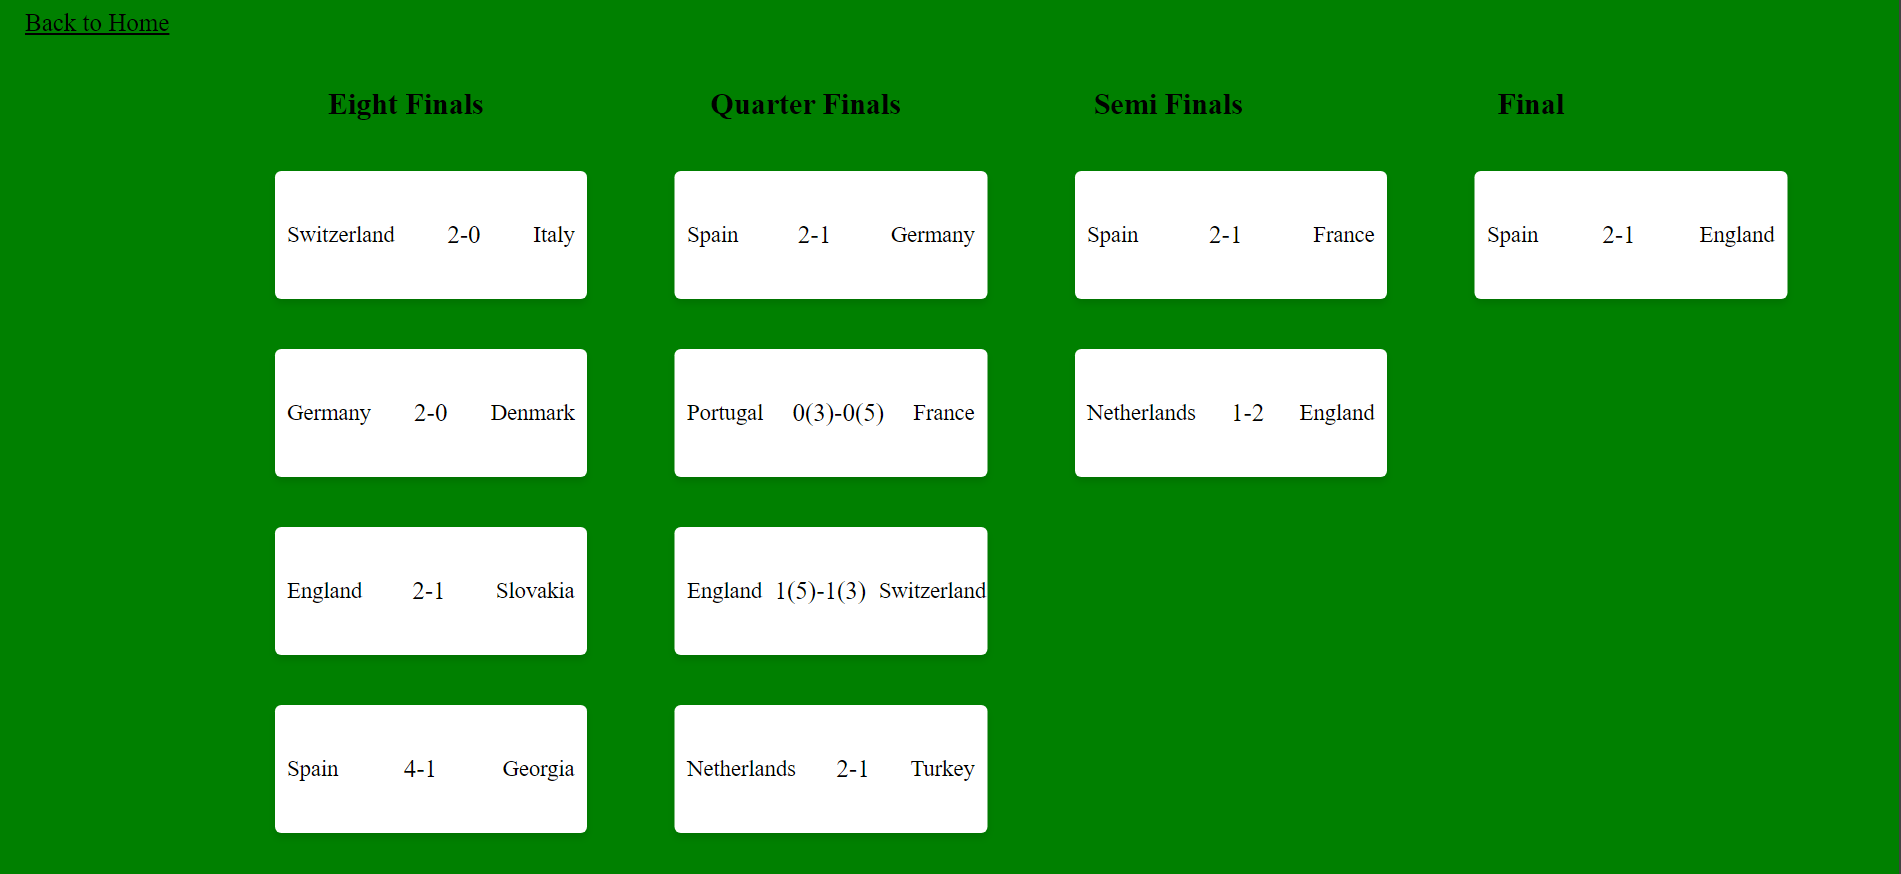 Back to Home
Eight Finals Quarter Finals Semi Finals Final
Switzerland 2-0 Italy
Spain 2-1 Germany
Spain 2-1 France
Spain 2-1 England
Germany 2-0 Denmark
Portugal 0(3)-0(5) France
Netherlands 1-2 England
England 2-1 Slovakia
England 1(5)-1(3) Switzerland
Spain 4-1 Georgia
Netherlands 2-1 Turkey